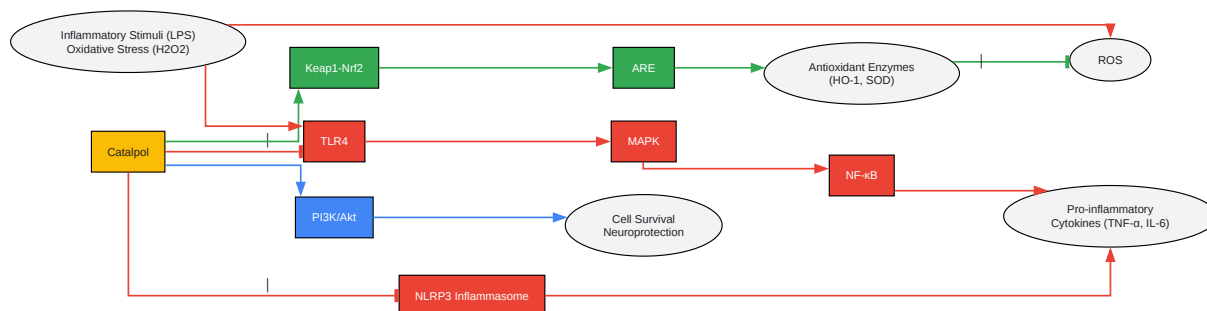 Inflammatory Stimuli (LPS)
Oxidative Stress (H2O2)
Keap1-Nrf2
ARE
Antioxidant Enzymes
(HO-1, SOD)
|
ROS
|
Catalpol
TLR4
MAPK
NF-κB
PI3K/Akt
Cell Survival
Neuroprotection
Pro-inflammatory
Cytokines (TNF-α, IL-6)
|
NLRP3 Inflammasome